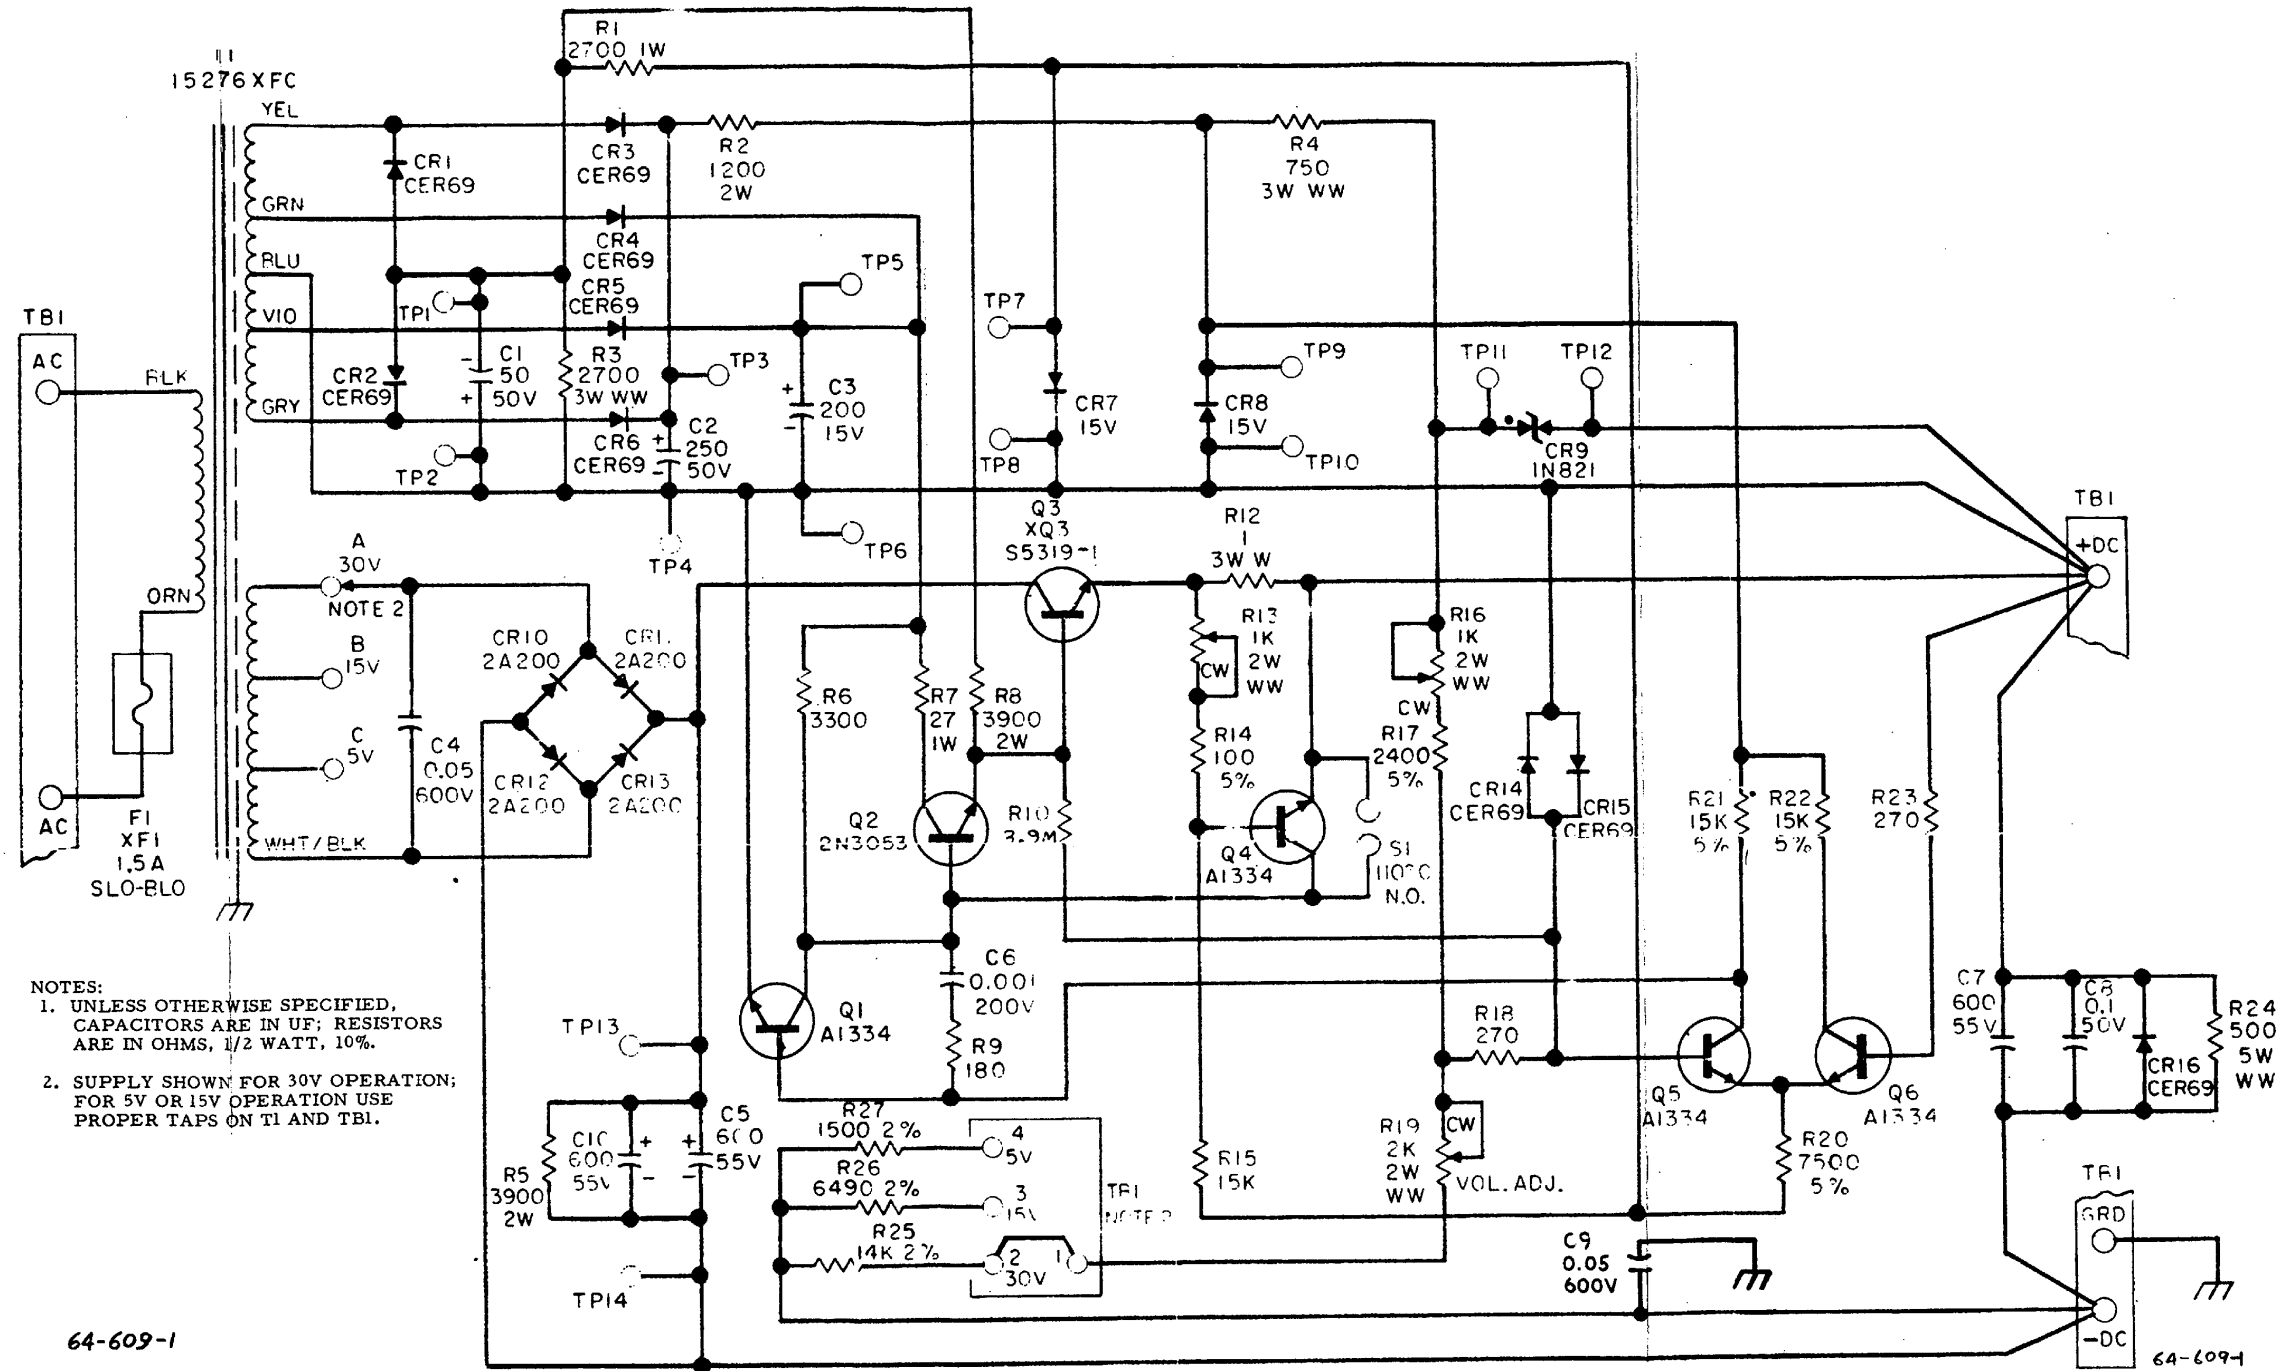 R1
2700 1W
15276XFC
YEL
CR1
CER69
CR3
CER69
R2
1200
2W
R4
750
3W WW
GRN
CR4
CER69
BLU
CR5
CER69
TP5
TP1
VIO
TB1
AC
BLK
CR2
CER69
C1
50
50V
-
+
R3
2700
3W WW
TP3
C3
200
15V
+
-
TP7
CR7
15V
TP8
TP9
CR8
15V
TP10
TP11
TP12
CR9
1N821
GRY
CR6
CER69
C2
250
50V
+
-
TP2
TP4
TP6
Q3
XQ3
S5319-1
R12
1
3W W
TB1
+DC
A
30V
NOTE 2
ORN
B
15V
C
5V
C4
0.05
600V
WHT/BLK
CR10
2A200
2A200
CR12
2A200
CR13
2A200
AC
F1
XF1
1.5A
SLO-BLO
R6
3300
R7
27
1W
R8
3900
2W
R13
1K
2W
WW
CW
R14
100
5%
R16
1K
2W
WW
CW
R17
2400
5%
Q2
2N3053
R10
3.9M
Q4
A1334
S1
N.O.
CR14
CER69
CR15
CER69
R21
15K
5%
R22
15K
5%
R23
270
C6
0.001
200V
Q1
A1334
R9
180
NOTES:
1. UNLESS OTHERWISE SPECIFIED,
CAPACITORS ARE IN UF; RESISTORS
ARE IN OHMS, 1/2 WATT, 10%.
2. SUPPLY SHOWN FOR 30V OPERATION;
FOR 5V OR 15V OPERATION USE
PROPER TAPS ON T1 AND TB1.
TP13
R18
270
Q5
A1334
Q6
A1334
C7
600
55V
C8
0.1
50V
CR16
CER69
R24
500
5W
WW
R5
3900
2W
C10
600
55V
+
-
C5
600
55V
+
-
R27
1500 2%
4
5V
R26
6490 2%
3
R25
14K 2%
2
30V
1
TB1
R15
15K
R19
2K
2W
WW
CW
VOL. ADJ.
R20
7500
5%
C9
0.05
600V
TP14
TB1
GRD
-DC
64-609-1
64-609-1